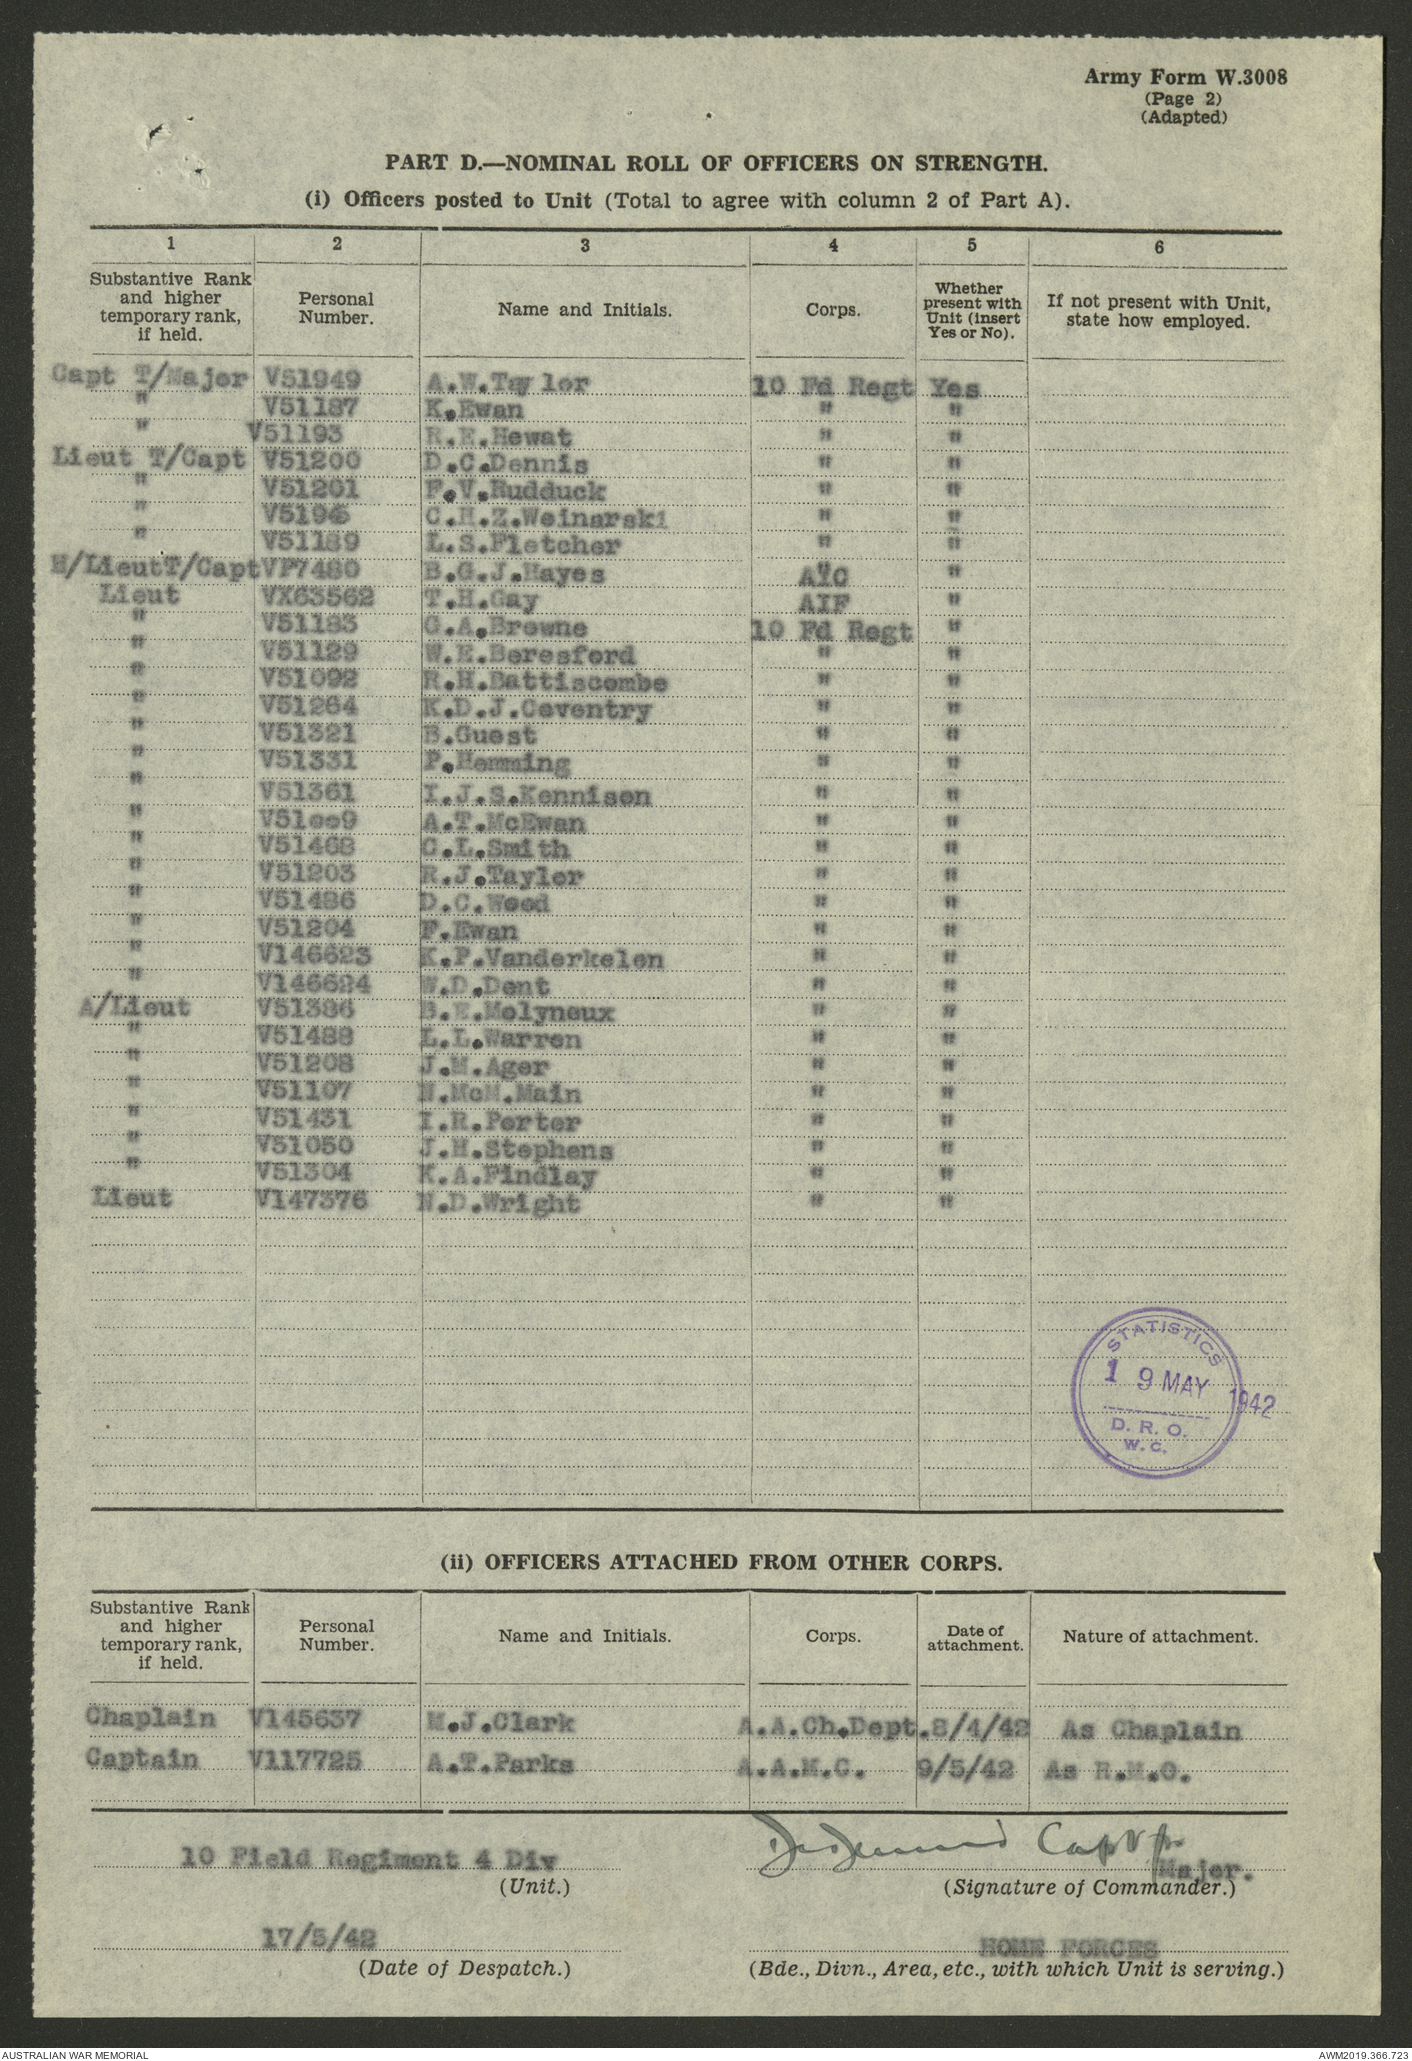 Army Form W.3008
(Page 2)
(Adapted)
PART D.—NOMINAL ROLL OF OFFICERS ON STRENGTH.
(i) Officers posted to Unit (Total to agree with column 2 of Part A).
1 2 3 4 5 6
Substantive Rank and higher temporary rank, if held. Personal Number. Name and Initials. Corps. Whether present with Unit (insert Yes or No). If not present with Unit, state how employed.
Capt T/Major V51949 A.W.Taylor 10 Fd Regt Yes
" V51187 K.Ewan " "
" V51193 R.E.Hewat " "
Lieut T/Capt V51200 D.C.Dennis " "
" V51201 F.V.Rudduck " "
" C.H.Z.Weinarski " "
" V51189 L.S.Fletcher " "
H/LieutT/Capt VP7480 B.G.J.Hayes "
Lieut VX63562 T.H.Gay AIF "
" V51183 G.A.Browne 10 Fd Regt "
" V51129 W.E.Beresford " "
" V51092 R.H.Battiscombe " "
" V51264 K.D.J.Coventry " "
" V51321 B.Guest " "
" V51331 P.Hemming " "
" V51361 I.J.S.Kennison " "
" V51oo9 A.T.McEwan " "
" V51468 C.L.Smith " "
" V51203 R.J.Taylor " "
" V51486 D.C.Wood " "
" V51204 F.Ewan " "
" V146623 K.P.Vanderkelen " "
" V146624 W.D.Dent " "
A/Lieut V51386 B.E.Molyneux " "
" V51488 L.L.Warren " "
" V51208 J.M.Ager " "
" V51107 N.McM.Main " "
" V51431 I.R.Porter " "
" V51050 J.H.Stephens " "
" V51304 K.A.Findlay " "
Lieut V147376 N.D.Wright " "
STATISTICS
19 MAY 1942
D. R. O.
W. C.
(ii) OFFICERS ATTACHED FROM OTHER CORPS.
Substantive Rank and higher temporary rank, if held. Personal Number. Name and Initials. Corps. Date of attachment. Nature of attachment.
Chaplain V145637 M.J.Clark A.A.Ch.Dept. 8/4/42 As Chaplain
Captain V117725 A.T.Parks A.A.M.C. 9/5/42 As R.M.O.
10 Field Regiment 4 Div Capt
Major.
(Unit.) (Signature of Commander.)
17/5/42 HOME FORCES
(Date of Despatch.) (Bde., Divn., Area, etc., with which Unit is serving.)
AUSTRALIAN WAR MEMORIAL AWM2019.366.723